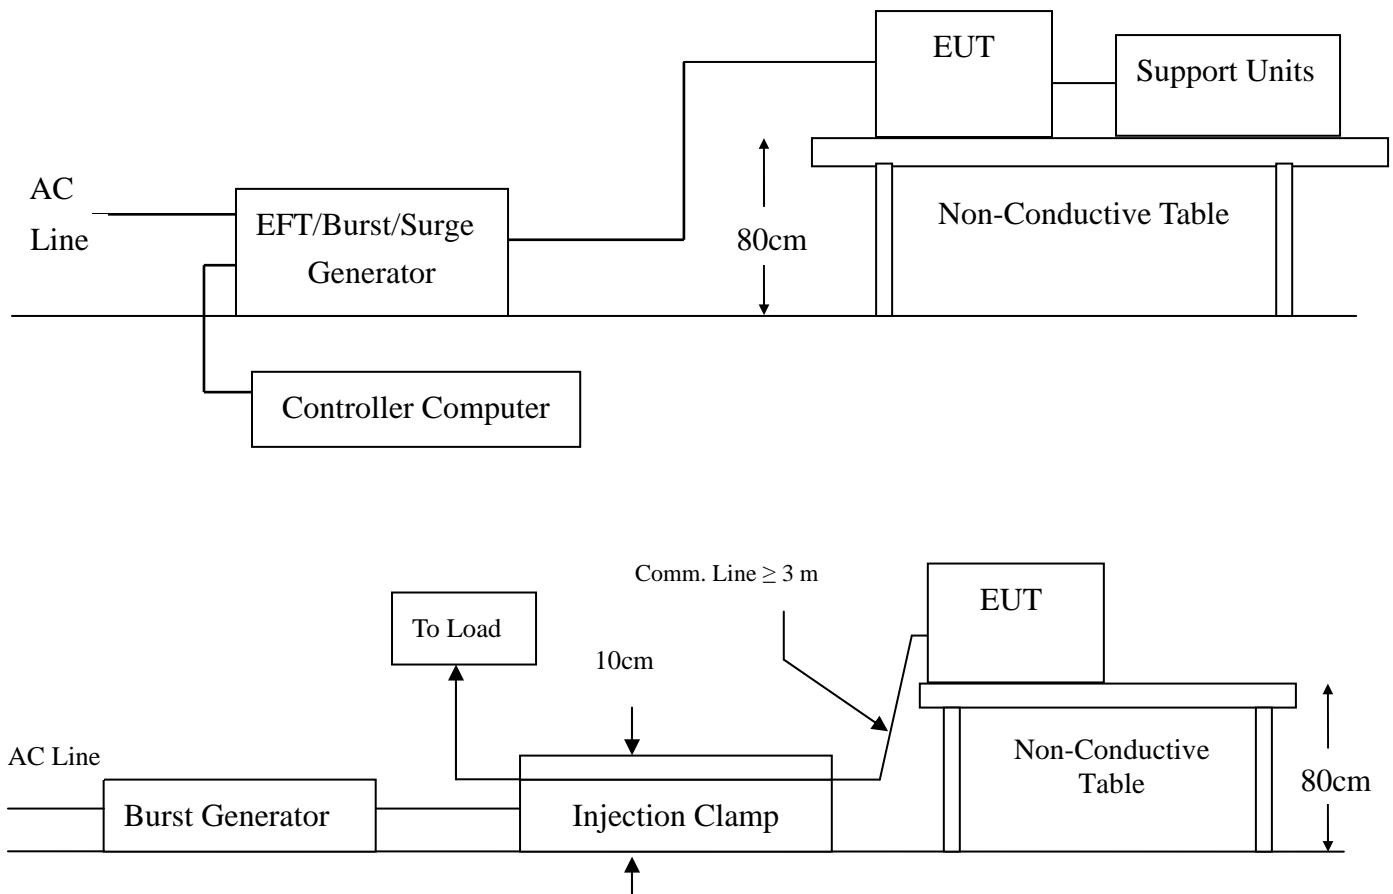 EUT
Support Units
AC
Line
EFT/Burst/Surge
Generator
80cm
Non-Conductive Table
Controller Computer
Comm. Line ≥ 3 m
EUT
To Load
10cm
AC Line
Burst Generator
Injection Clamp
Non-Conductive
Table
80cm